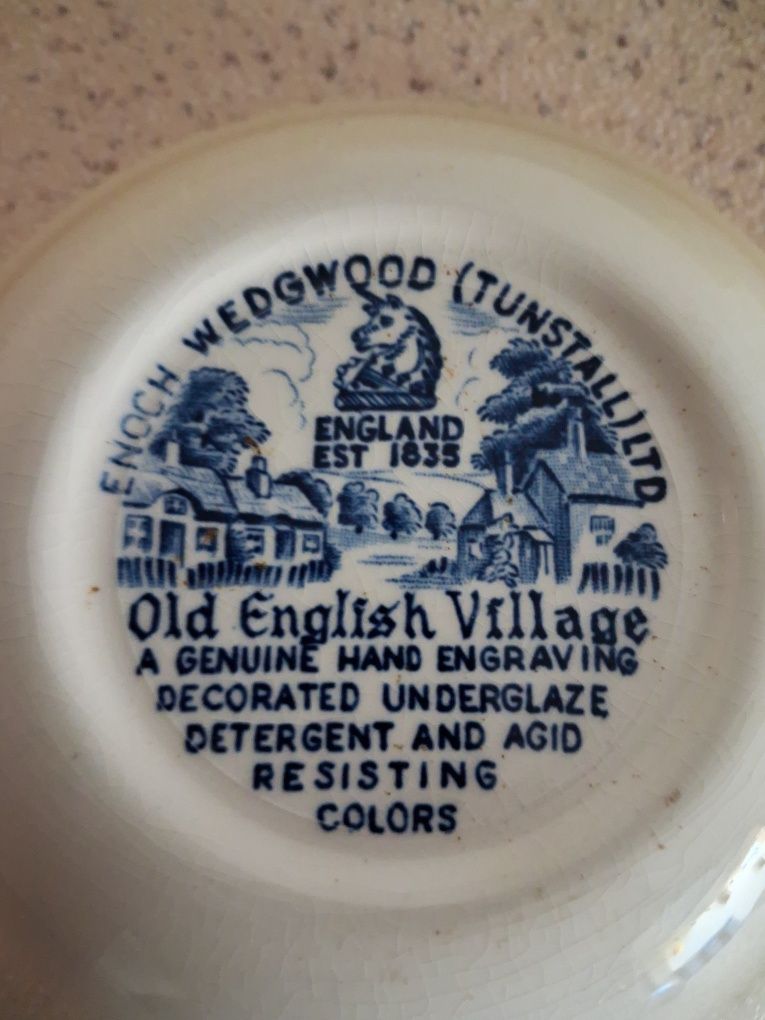 ENOCH WEDGWOOD (TUNSTALL) LTD
ENGLAND
EST 1835
Old English Village
A GENUINE HAND ENGRAVING
DECORATED UNDERGLAZE
DETERGENT AND AGID
RESISTING
COLORS